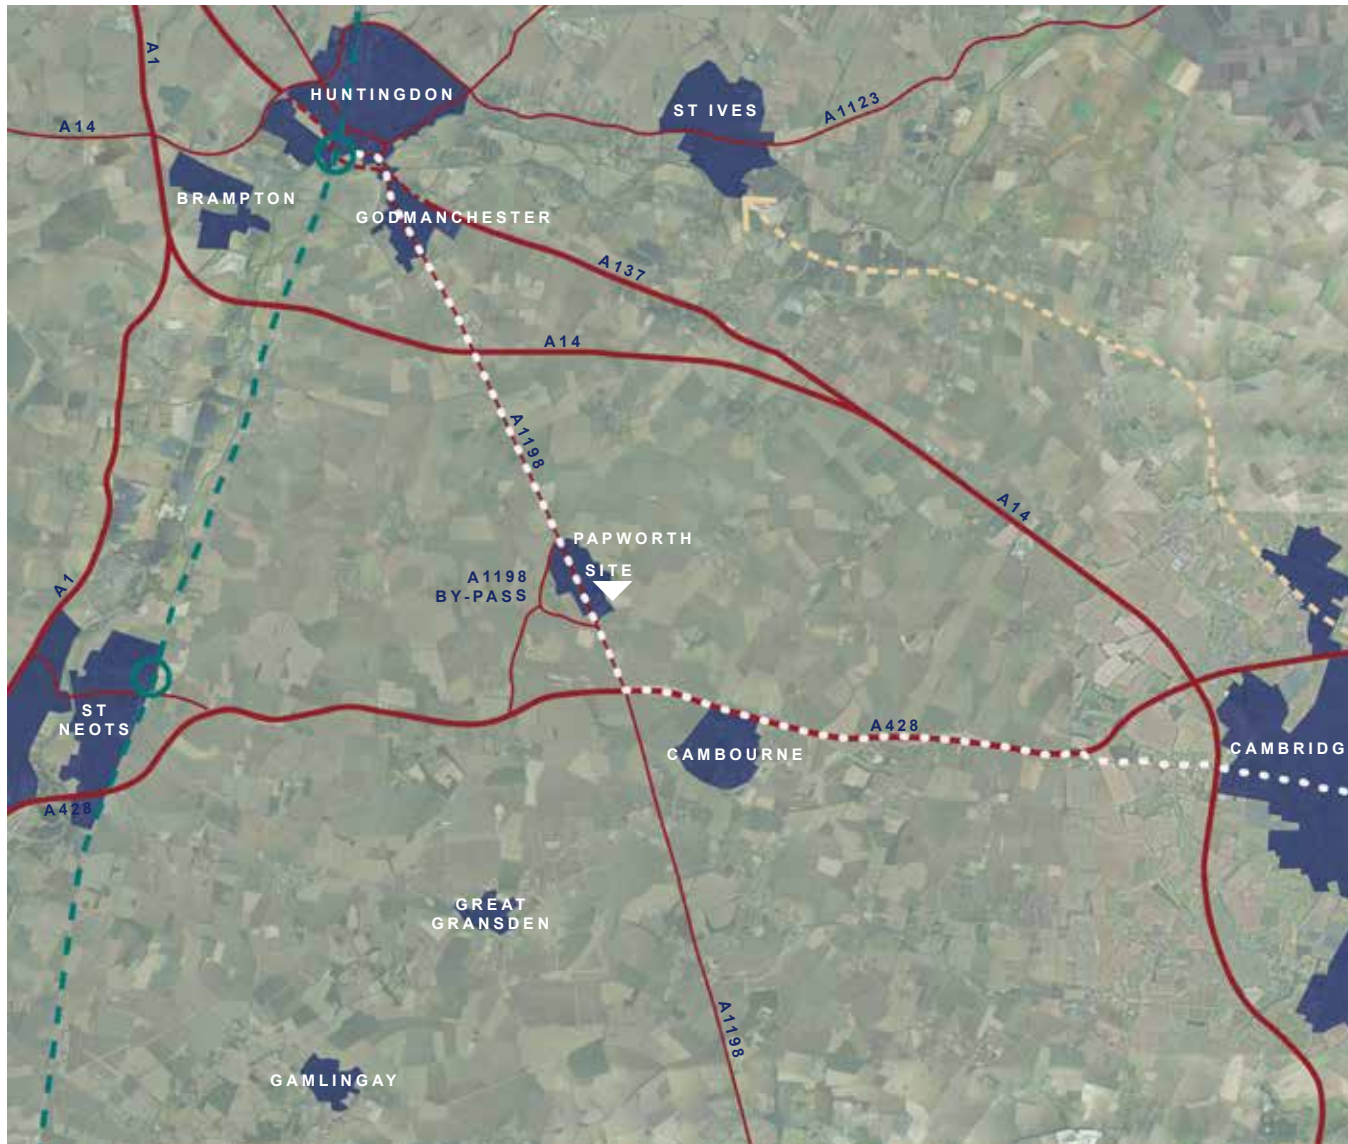 A1
HUNTINGDON
ST IVES
A1123
A14
BRAMPTON
GODMANCHESTER
A137
A14
A1198
A14
PAPWORTH
SITE
A1198
BY-PASS
A1
ST
NEOTS
A428
CAMBOURNE
CAMBRIDG
A428
GREAT
GRANSDEN
A1198
GAMLINGAY